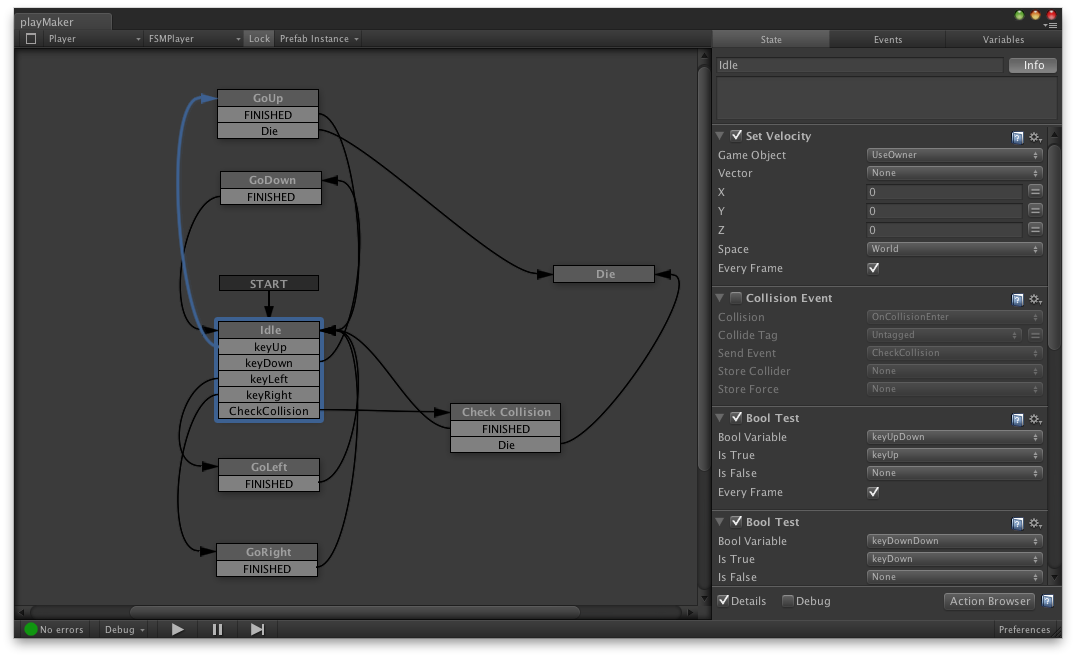 playMaker
Player FSMPlayer Lock Prefab Instance
GoUp
FINISHED
Die
GoDown
FINISHED
START
Idle
keyUp
keyDown
keyLeft
keyRight
CheckCollision
GoLeft
FINISHED
GoRight
FINISHED
Die
Check Collision
FINISHED
Die
State Events Variables
Idle Info
Set Velocity
Game Object UseOwner
Vector None
X 0
Y 0
Z 0
Space World
Every Frame
Collision Event
Collision OnCollisionEnter
Collide Tag Untagged
Send Event CheckCollision
Store Collider None
Store Force None
Bool Test
Bool Variable keyUpDown
Is True keyUp
Is False None
Every Frame
Bool Test
Bool Variable keyDownDown
Is True keyDown
Is False None
Details Debug Action Browser
No errors Debug Preferences